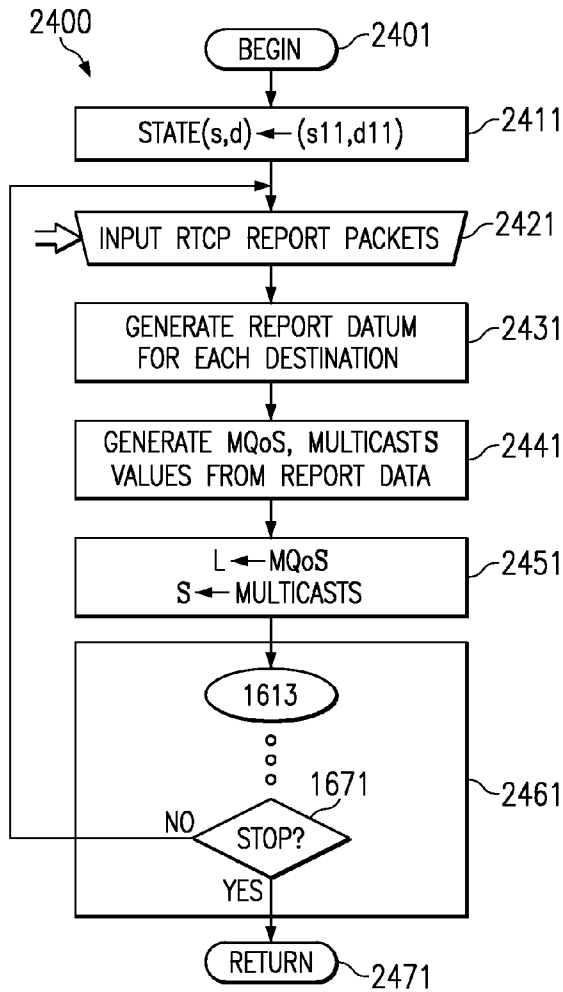 2400
BEGIN
2401
STATE(s,d) ← (s11,d11)
2411
INPUT RTCP REPORT PACKETS
2421
GENERATE REPORT DATUM
FOR EACH DESTINATION
2431
GENERATE MQoS, MULTICASTS
VALUES FROM REPORT DATA
2441
L ← MQoS
S ← MULTICASTS
2451
1613
1671
NO
STOP?
2461
YES
RETURN
2471